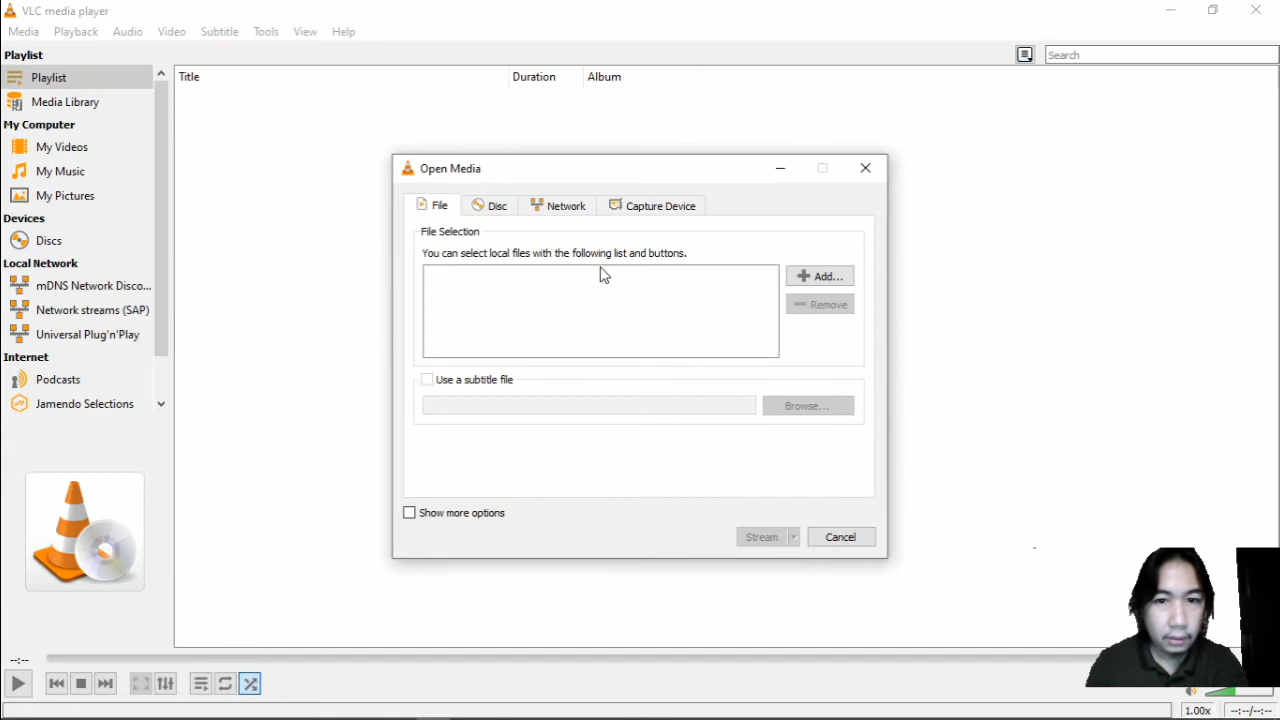 VLC media player
Media Playback Audio Video Subtitle Tools View Help
Playlist
Search
Playlist
Media Library
My Computer
My Videos
My Music
My Pictures
Devices
Discs
Local Network
mDNS Network Disco...
Network streams (SAP)
Universal Plug'n'Play
Internet
Podcasts
Jamendo Selections
Title Duration Album
Open Media
File Disc Network Capture Device
File Selection
You can select local files with the following list and buttons.
Add...
Remove
Use a subtitle file
Browse...
Show more options
Stream Cancel
--:--
1.00x --:--/--:--